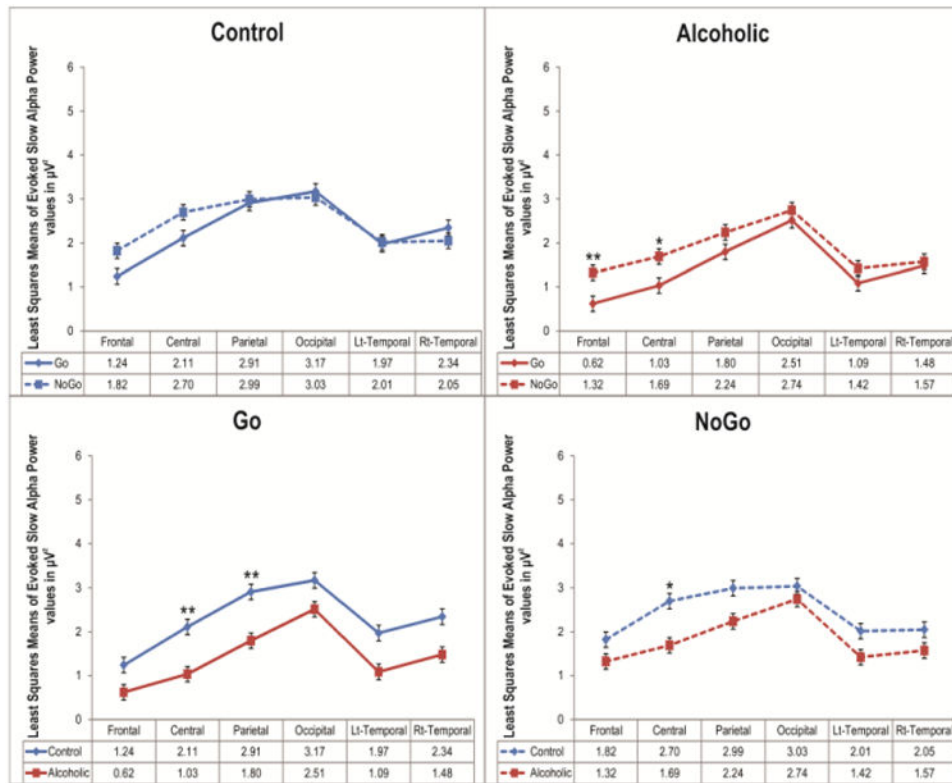 Control
Least Squares Means of Evoked Slow Alpha Power
values in µV²
6
5
4
3
2
1
0
Frontal Central Parietal Occipital Lt-Temporal Rt-Temporal
Go 1.24 2.11 2.91 3.17 1.97 2.34
NoGo 1.82 2.70 2.99 3.03 2.01 2.05
Alcoholic
Least Squares Means of Evoked Slow Alpha Power
values in µV²
6
5
4
3
2
1
0
** *
Frontal Central Parietal Occipital Lt-Temporal Rt-Temporal
Go 0.62 1.03 1.80 2.51 1.09 1.48
NoGo 1.32 1.69 2.24 2.74 1.42 1.57
Go
Least Squares Means of Evoked Slow Alpha Power
values in µV²
6
5
4
3
2
1
0
** **
Frontal Central Parietal Occipital Lt-Temporal Rt-Temporal
Control 1.24 2.11 2.91 3.17 1.97 2.34
Alcoholic 0.62 1.03 1.80 2.51 1.09 1.48
NoGo
Least Squares Means of Evoked Slow Alpha Power
values in µV²
6
5
4
3
2
1
0
*
Frontal Central Parietal Occipital Lt-Temporal Rt-Temporal
Control 1.82 2.70 2.99 3.03 2.01 2.05
Alcoholic 1.32 1.69 2.24 2.74 1.42 1.57